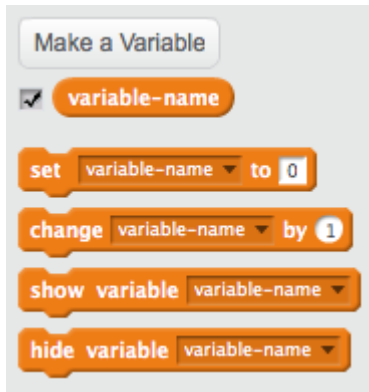 Make a Variable
variable-name
set variable-name to 0
change variable-name by 1
show variable variable-name
hide variable variable-name